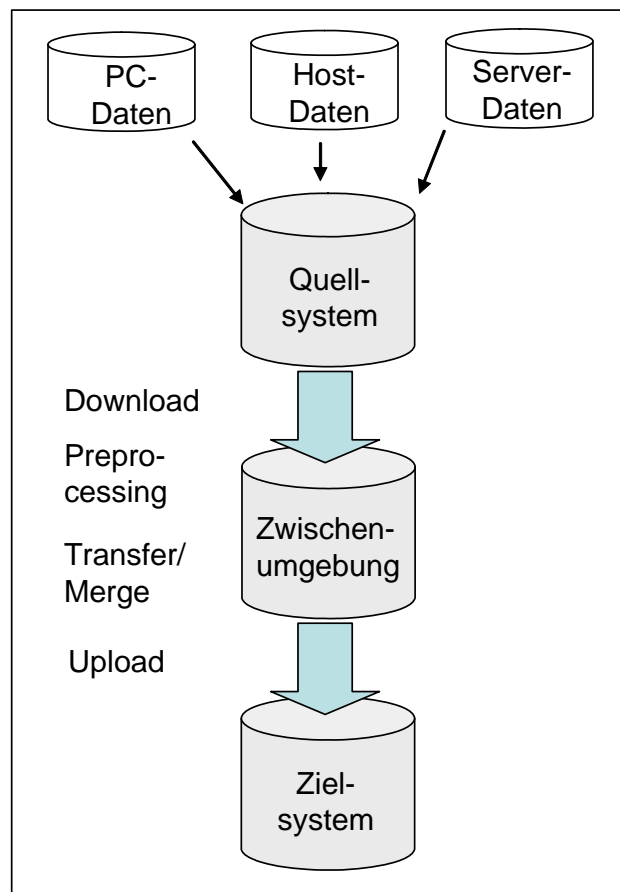 PC-
Daten
Host-
Daten
Server-
Daten
Quell-
system
Download
Prepro-
cessing
Zwischen-
umgebung
Transfer/
Merge
Upload
Ziel-
system